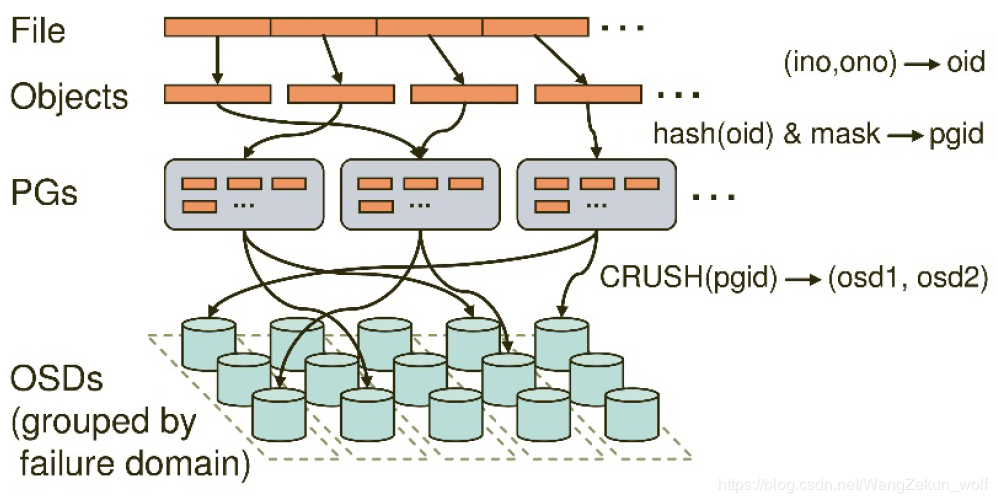 File
(ino,ono) → oid
Objects
hash(oid) & mask → pgid
PGs
CRUSH(pgid) → (osd1, osd2)
OSDs
(grouped by
failure domain)
https://blog.csdn.net/WangZekun_wolf